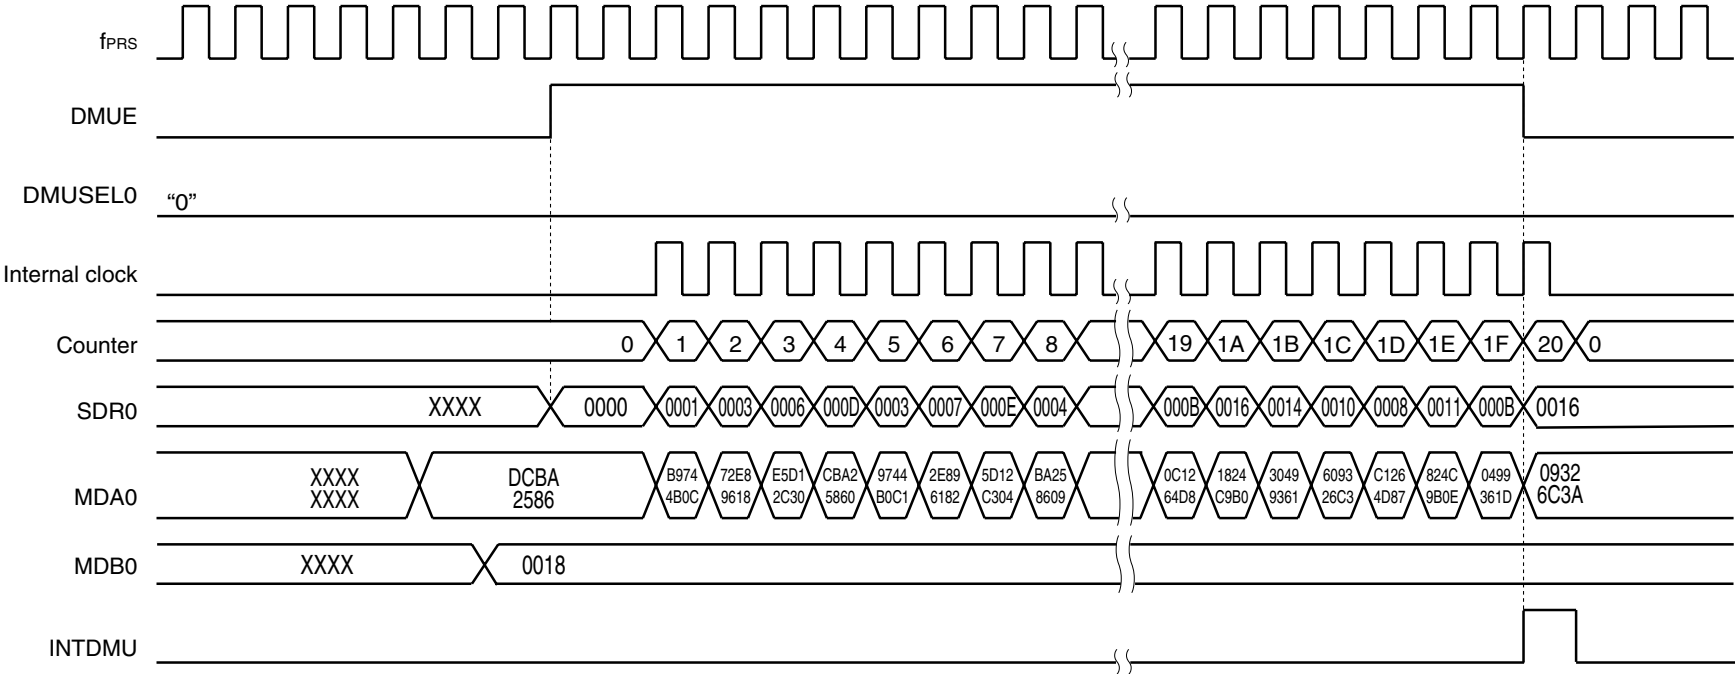 fPRS
DMUE
DMUSEL0 “0”
Internal clock
Counter 0 1 2 3 4 5 6 7 8 19 1A 1B 1C 1D 1E 1F 20 0
SDR0 XXXX 0000 0001 0003 0006 000D 0003 0007 000E 0004 000B 0016 0014 0010 0008 0011 000B 0016
XXXX DCBA B974 72E8 E5D1 CBA2 9744 2E89 5D12 BA25 0C12 1824 3049 6093 C126 824C 0499 0932
MDA0 XXXX 2586 4B0C 9618 2C30 5860 B0C1 6182 C304 8609 64D8 C9B0 9361 26C3 4D87 9B0E 361D 6C3A
MDB0 XXXX 0018
INTDMU